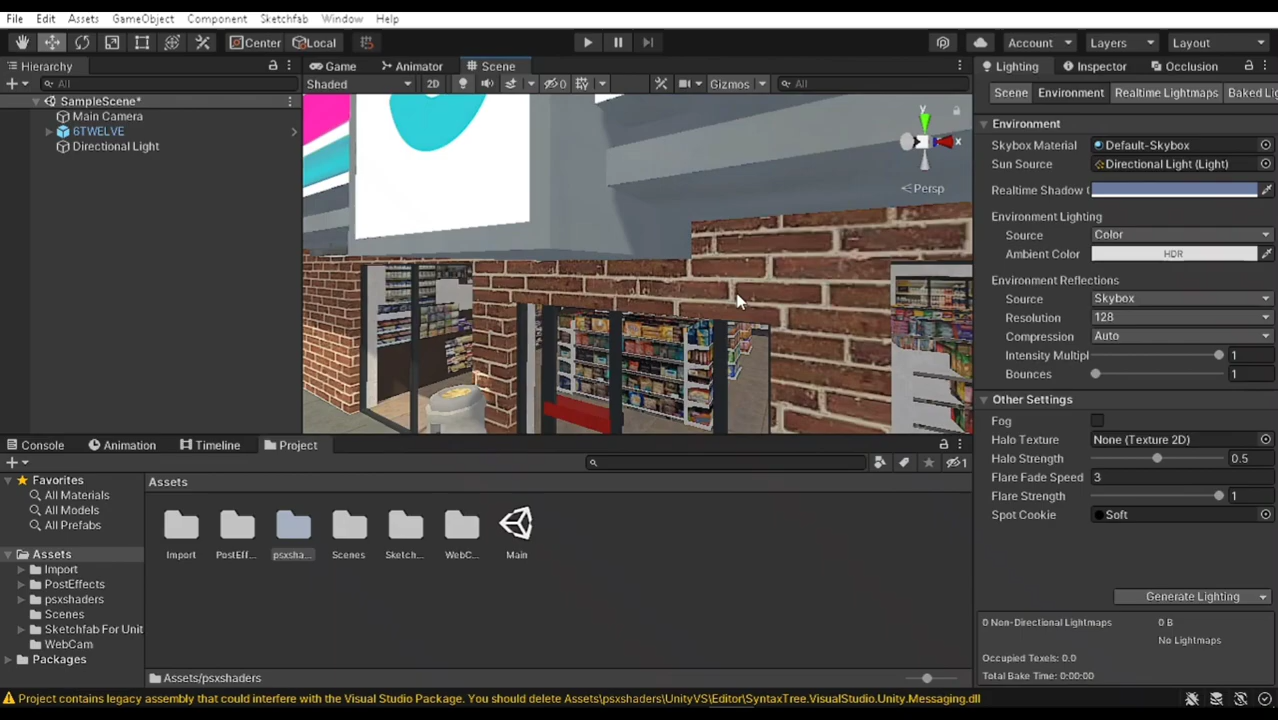 File Edit Assets GameObject Component Sketchfab Window Help
Center Local Account Layers Layout
Hierarchy
All
SampleScene*
Main Camera
6TWELVE
Directional Light
Game Animator Scene
Shaded 2D 0 Gizmos All
y
x
Persp
Lighting Inspector Occlusion
Scene Environment Realtime Lightmaps Baked Li
Environment
Skybox Material Default-Skybox
Sun Source Directional Light (Light)
Realtime Shadow C
Environment Lighting
Source Color
Ambient Color HDR
Environment Reflections
Source Skybox
Resolution 128
Compression Auto
Intensity Multipl 1
Bounces 1
Other Settings
Fog
Halo Texture None (Texture 2D)
Halo Strength 0.5
Flare Fade Speed 3
Flare Strength 1
Spot Cookie Soft
Generate Lighting
0 Non-Directional Lightmaps 0 B
No Lightmaps
Occupied Texels: 0.0
Total Bake Time: 0:00:00
Console Animation Timeline Project
1
Favorites
All Materials
All Models
All Prefabs
Assets
Import
PostEffects
psxshaders
Scenes
Sketchfab For Unit
WebCam
Packages
Assets
Import PostEff... psxsha... Scenes Sketch... WebC... Main
Assets/psxshaders
Project contains legacy assembly that could interfere with the Visual Studio Package. You should delete Assets\psxshaders\UnityVS\Editor\SyntaxTree.VisualStudio.Unity.Messaging.dll